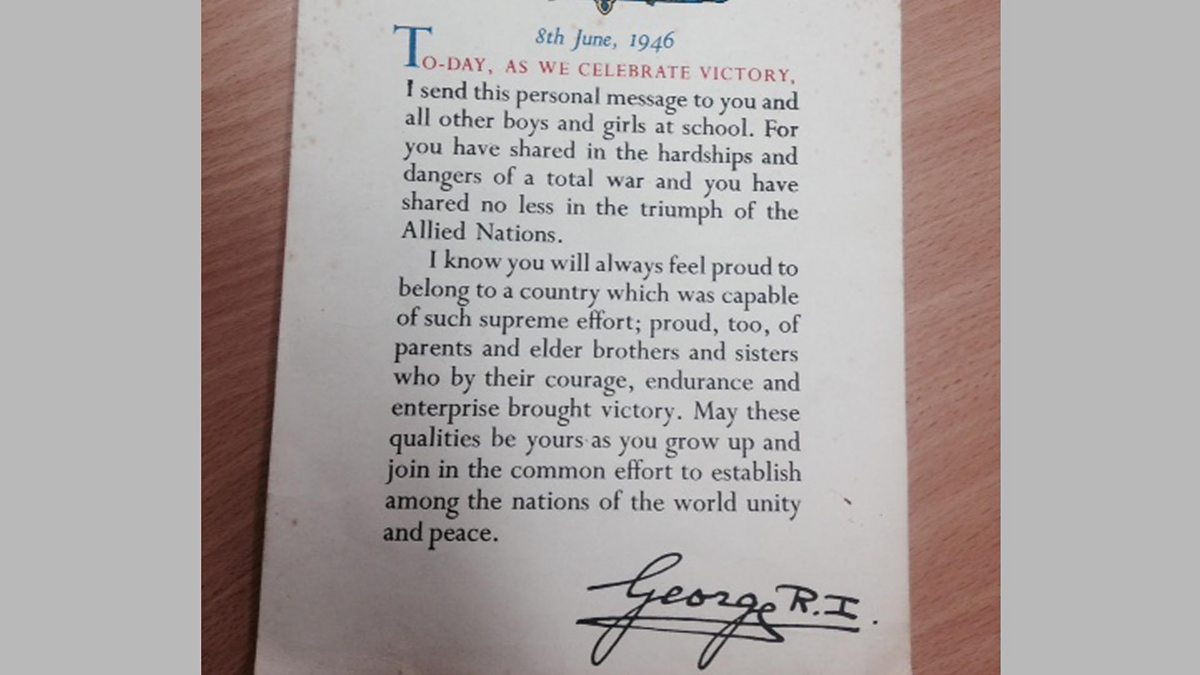 8th June, 1946
TO-DAY, AS WE CELEBRATE VICTORY,
I send this personal message to you and
all other boys and girls at school. For
you have shared in the hardships and
dangers of a total war and you have
shared no less in the triumph of the
Allied Nations.
I know you will always feel proud to
belong to a country which was capable
of such supreme effort; proud, too, of
parents and elder brothers and sisters
who by their courage, endurance and
enterprise brought victory. May these
qualities be yours as you grow up and
join in the common effort to establish
among the nations of the world unity
and peace.
George R.I.